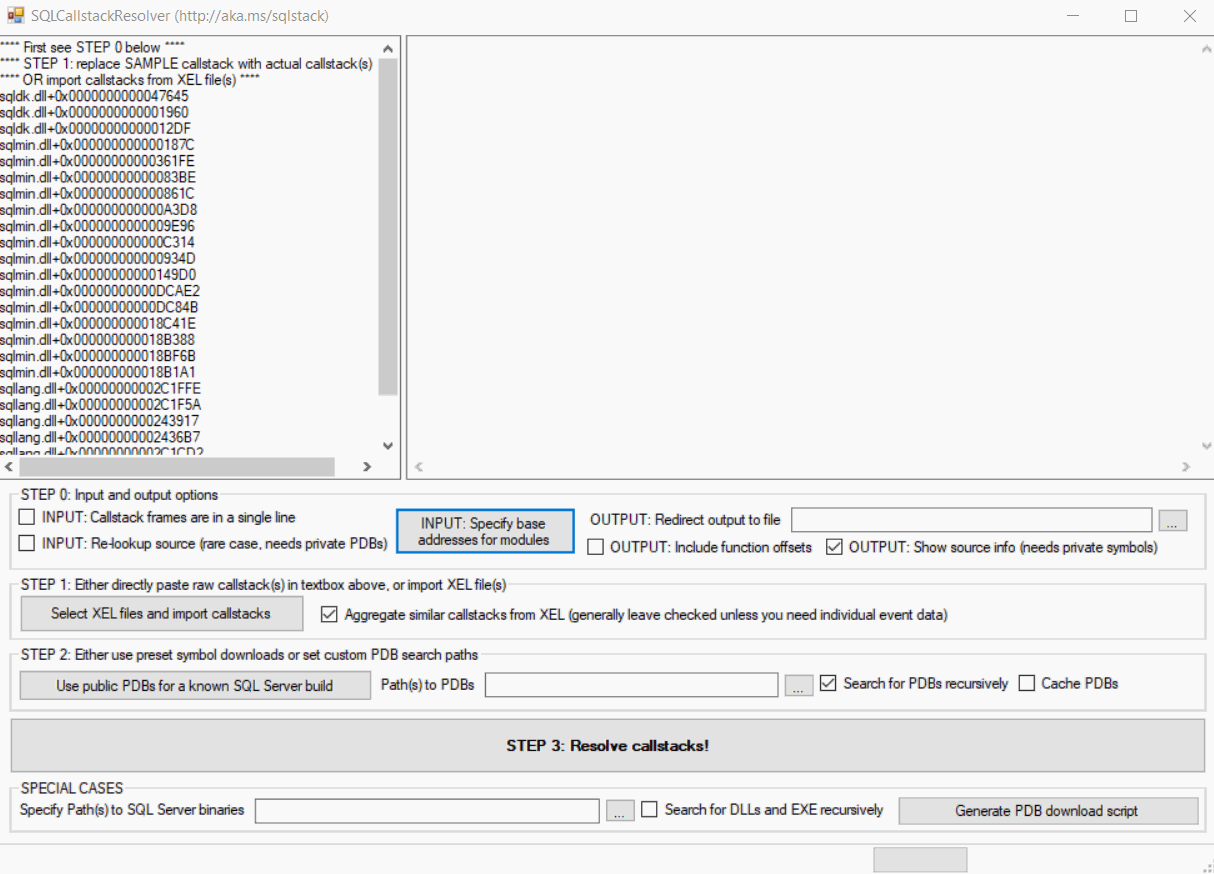 SQLCallstackResolver (http://aka.ms/sqlstack)
**** First see STEP 0 below ****
**** STEP 1: replace SAMPLE callstack with actual callstack(s)
**** OR import callstacks from XEL file(s) ****
sqldk.dll+0x0000000000047645
sqldk.dll+0x0000000000001960
sqldk.dll+0x00000000000012DF
sqlmin.dll+0x000000000000187C
sqlmin.dll+0x00000000000361FE
sqlmin.dll+0x00000000000083BE
sqlmin.dll+0x000000000000861C
sqlmin.dll+0x000000000000A3D8
sqlmin.dll+0x0000000000009E96
sqlmin.dll+0x000000000000C314
sqlmin.dll+0x000000000000934D
sqlmin.dll+0x00000000000149D0
sqlmin.dll+0x00000000000DCAE2
sqlmin.dll+0x00000000000DC84B
sqlmin.dll+0x000000000018C41E
sqlmin.dll+0x000000000018B388
sqlmin.dll+0x000000000018BF6B
sqlmin.dll+0x000000000018B1A1
sqllang.dll+0x00000000002C1FFE
sqllang.dll+0x00000000002C1F5A
sqllang.dll+0x0000000000243917
sqllang.dll+0x00000000002436B7
sqllang.dll+0x00000000002C1CD2
STEP 0: Input and output options
INPUT: Callstack frames are in a single line
INPUT: Re-lookup source (rare case, needs private PDBs)
INPUT: Specify base
addresses for modules
OUTPUT: Redirect output to file
...
OUTPUT: Include function offsets
OUTPUT: Show source info (needs private symbols)
STEP 1: Either directly paste raw callstack(s) in textbox above, or import XEL file(s)
Select XEL files and import callstacks
Aggregate similar callstacks from XEL (generally leave checked unless you need individual event data)
STEP 2: Either use preset symbol downloads or set custom PDB search paths
Use public PDBs for a known SQL Server build
Path(s) to PDBs
...
Search for PDBs recursively
Cache PDBs
STEP 3: Resolve callstacks!
SPECIAL CASES
Specify Path(s) to SQL Server binaries
...
Search for DLLs and EXE recursively
Generate PDB download script